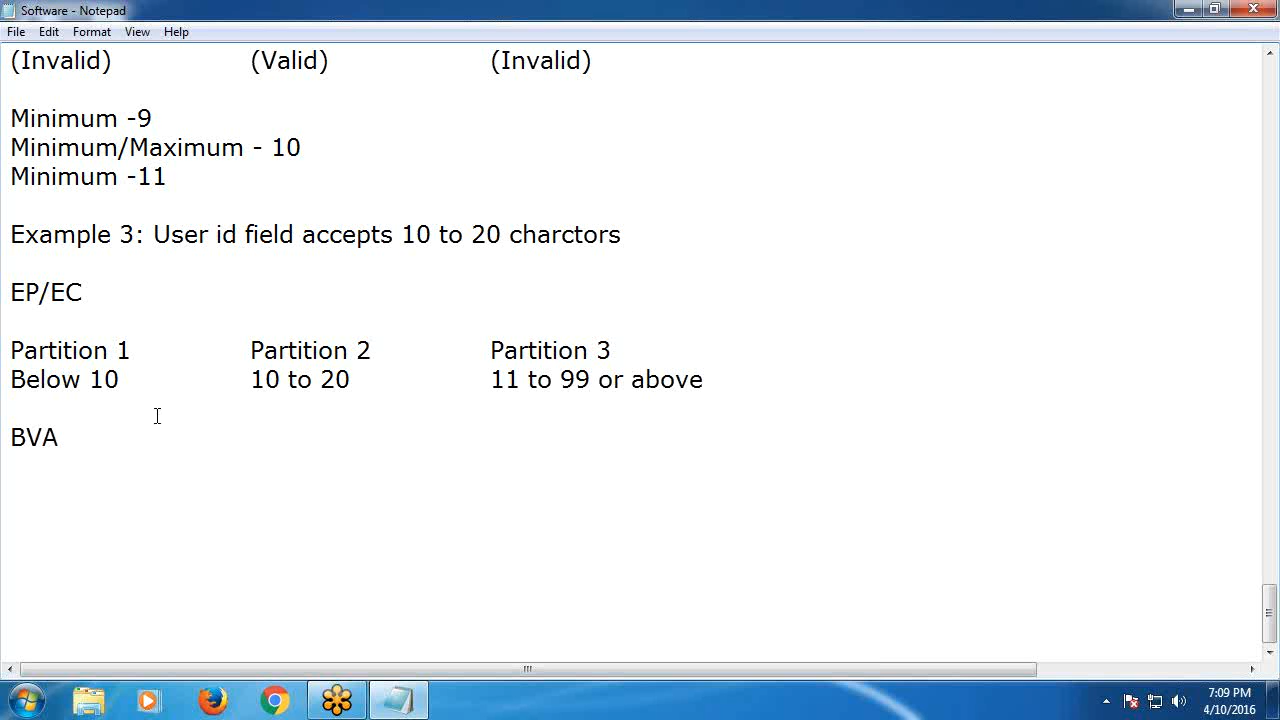 Software - Notepad
File Edit Format View Help
(Invalid) (Valid) (Invalid)
Minimum -9
Minimum/Maximum - 10
Minimum -11
Example 3: User id field accepts 10 to 20 charctors
EP/EC
Partition 1 Partition 2 Partition 3
Below 10 10 to 20 11 to 99 or above
BVA
7:09 PM
4/10/2016